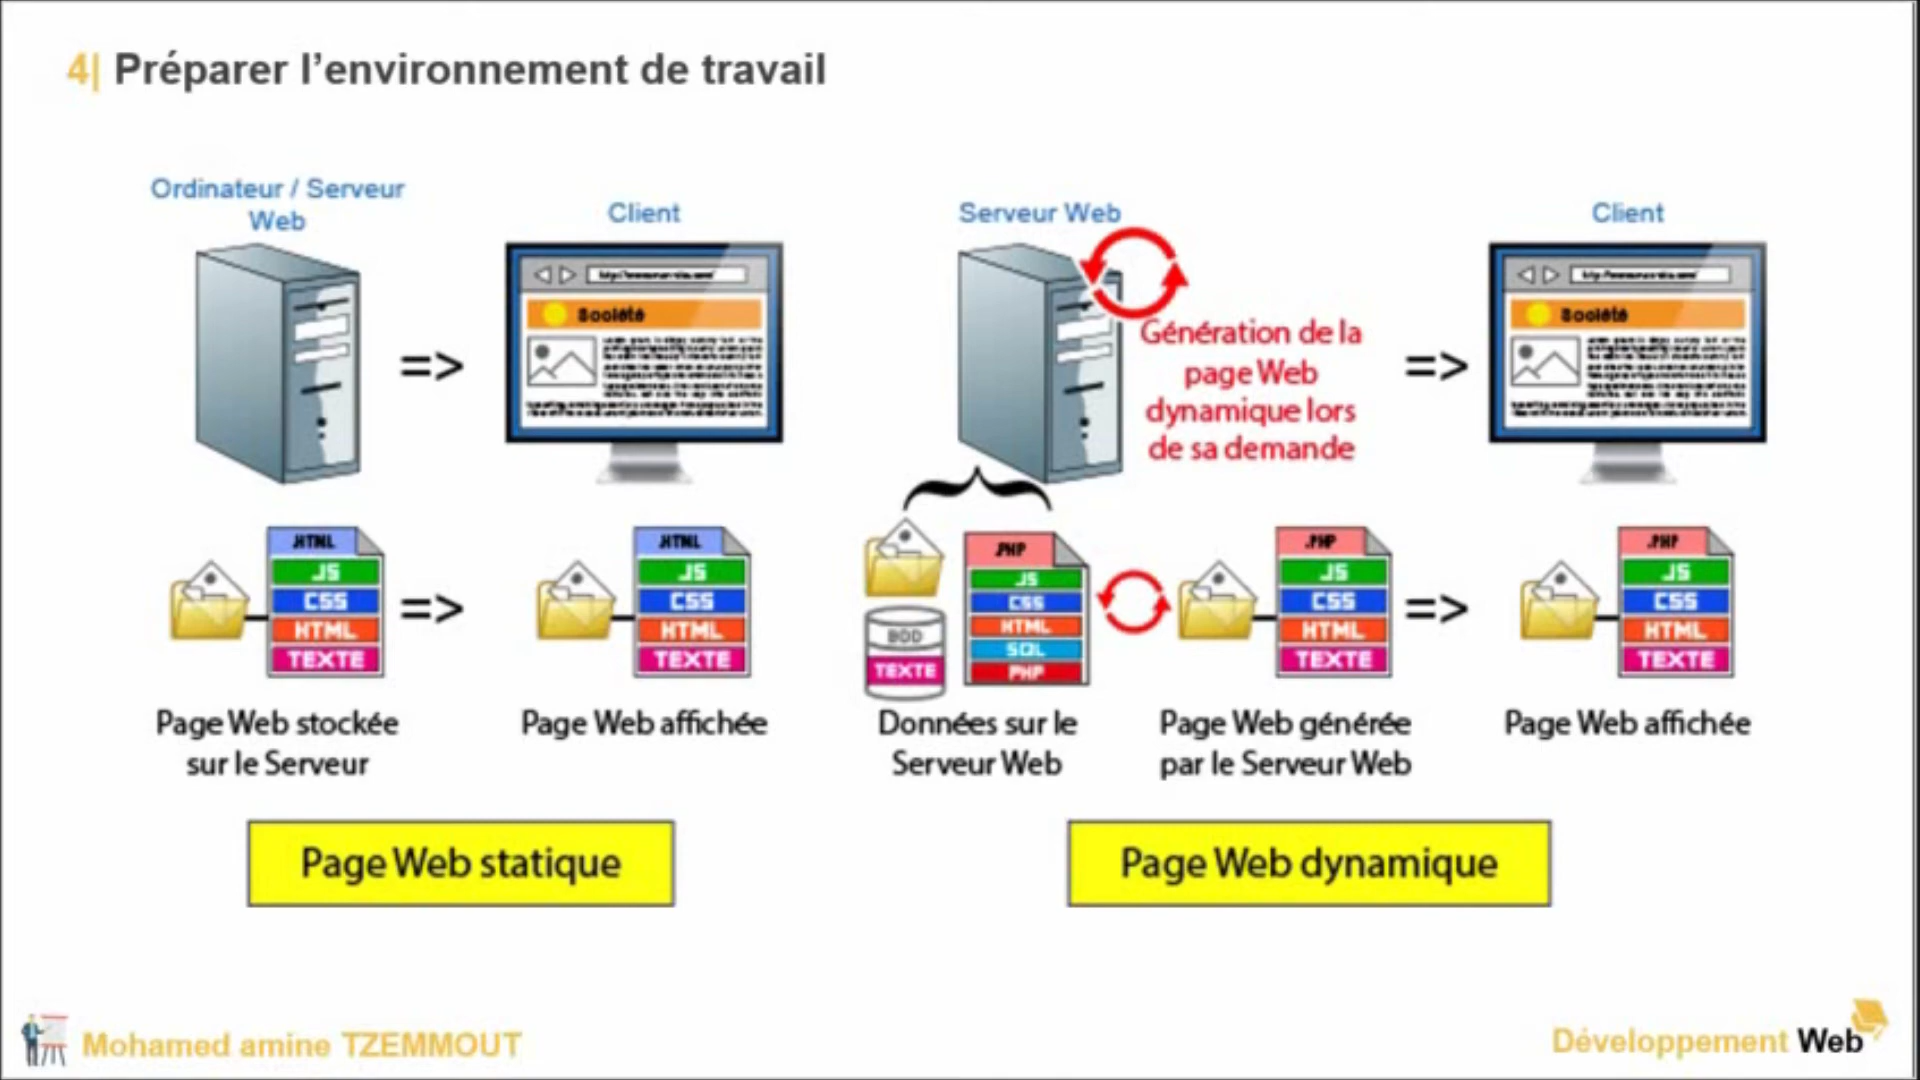 4| Préparer l'environnement de travail
Ordinateur / Serveur
Web
Client
Société
Page Web stockée
sur le Serveur
Page Web affichée
.HTML
JS
CSS
HTML
TEXTE
.HTML
JS
CSS
HTML
TEXTE
=>
=>
Page Web statique
Serveur Web
Génération de la
page Web
dynamique lors
de sa demande
=>
Client
Société
BDD
TEXTE
.PHP
JS
CSS
HTML
SQL
PHP
.PHP
JS
CSS
HTML
TEXTE
=>
.PHP
JS
CSS
HTML
TEXTE
Données sur le
Serveur Web
Page Web générée
par le Serveur Web
Page Web affichée
Page Web dynamique
Mohamed amine TZEMMOUT
Développement Web